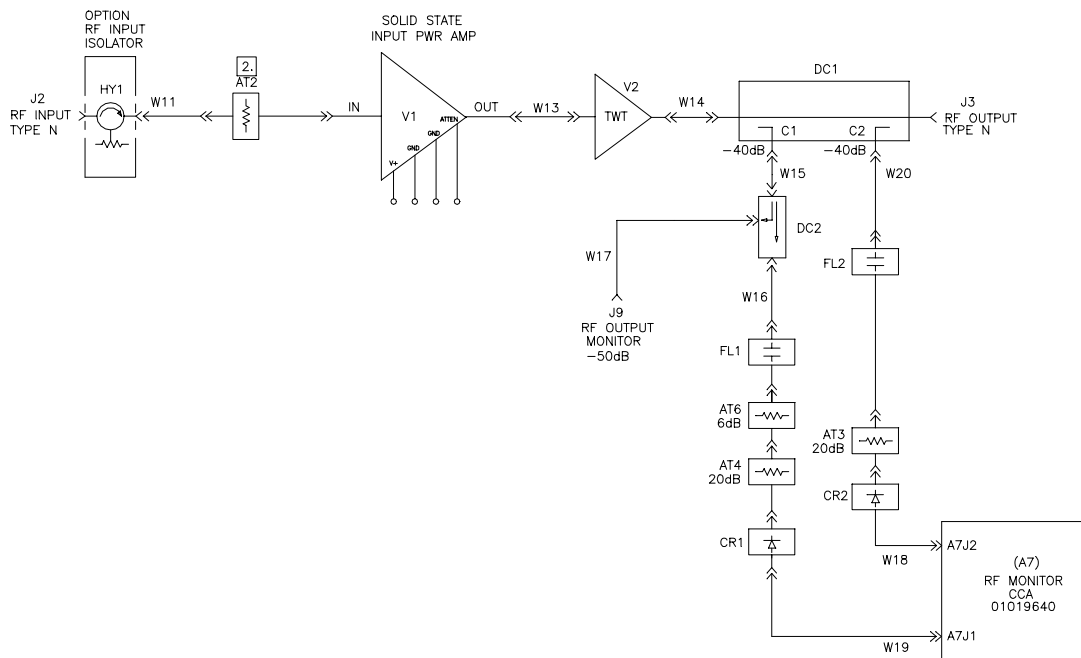 OPTION
RF INPUT
ISOLATOR
J2
RF INPUT
TYPE N
HY1
W11
2.
AT2
SOLID STATE
INPUT PWR AMP
IN
V1
OUT
ATTEN
GND
GND
V+
W13
V2
TWT
W14
DC1
C1
C2
-40dB
-40dB
J3
RF OUTPUT
TYPE N
W15
W20
DC2
W17
FL2
W16
J9
RF OUTPUT
MONITOR
-50dB
FL1
AT6
6dB
AT3
20dB
AT4
20dB
CR2
CR1
W18
A7J2
(A7)
RF MONITOR
CCA
01019640
W19
A7J1